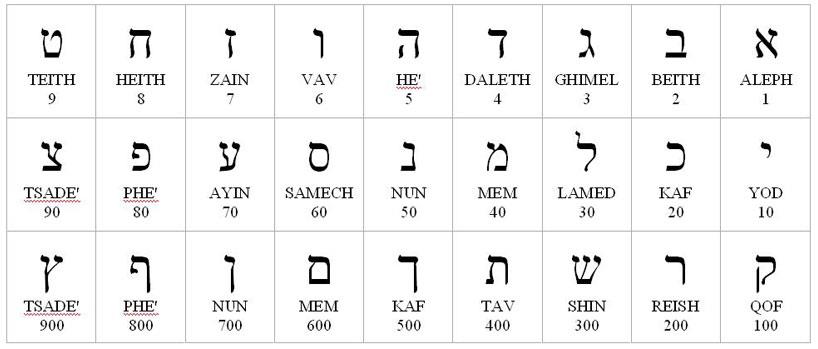 א
ALEPH
1
ב
BEITH
2
ג
GHIMEL
3
ד
DALETH
4
ה
HE'
5
ו
VAV
6
ז
ZAIN
7
ח
HEITH
8
ט
TEITH
9
י
YOD
10
כ
KAF
20
ל
LAMED
30
מ
MEM
40
נ
NUN
50
ס
SAMECH
60
ע
AYIN
70
פ
PHE'
80
צ
TSADE'
90
ק
QOF
100
ר
REISH
200
ש
SHIN
300
ת
TAV
400
ך
KAF
500
ם
MEM
600
ן
NUN
700
ף
PHE'
800
ץ
TSADE'
900